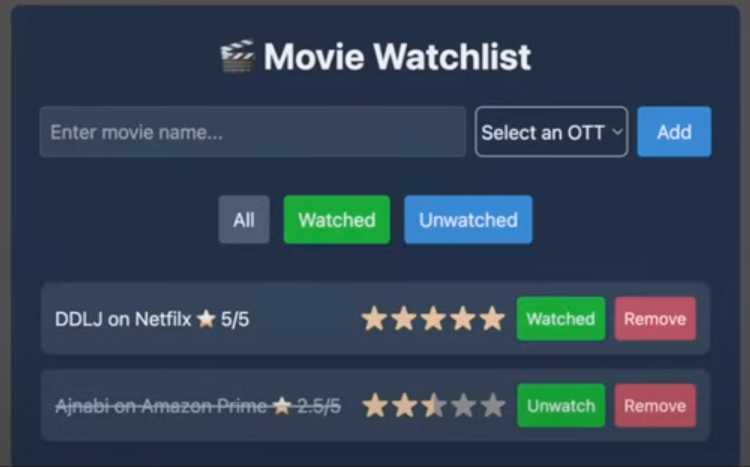 Movie Watchlist
Enter movie name... Select an OTT Add
All Watched Unwatched
DDLJ on Netfilx ⭐ 5/5 Watched Remove
Ajnabi on Amazon Prime ⭐ 2.5/5 Unwatch Remove